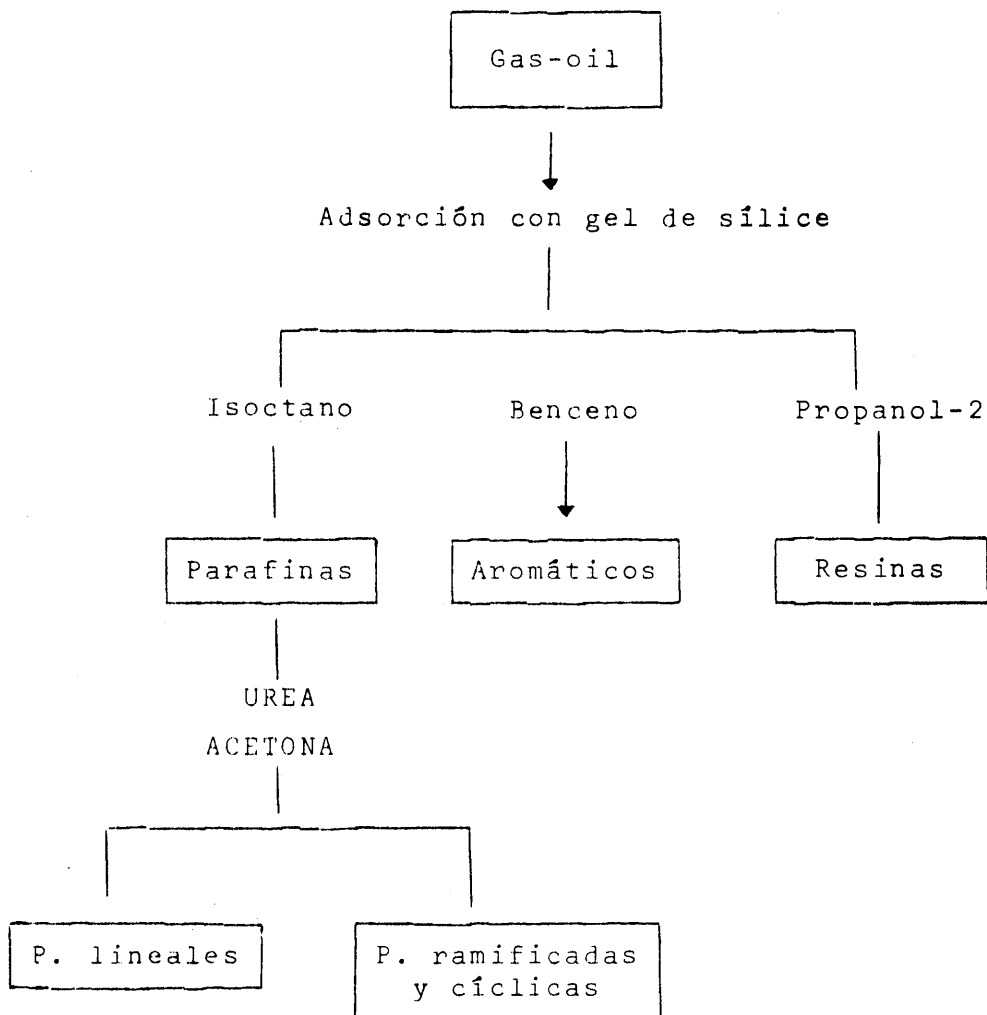 Gas-oil
Adsorción con gel de sílice
Isoctano
Benceno
Propanol-2
Parafinas
Aromáticos
Resinas
UREA
ACETONA
P. lineales
P. ramificadas
y cíclicas